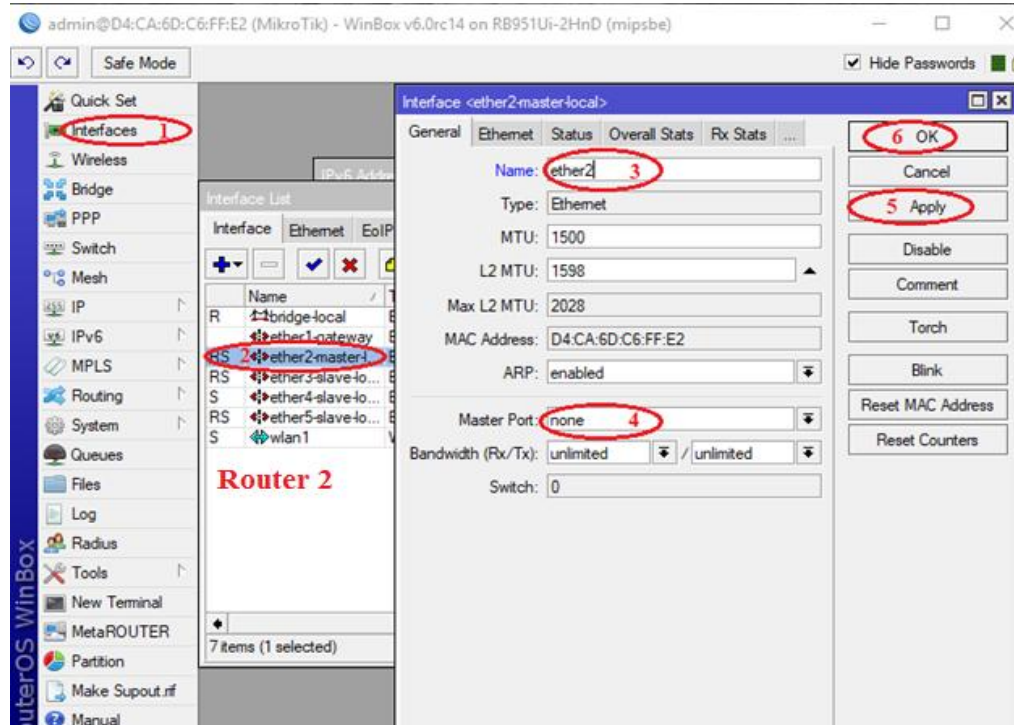 admin@D4:CA:6D:C6:FF:E2 (MikroTik) - WinBox v6.0rc14 on RB951Ui-2HnD (mipsbe)
Safe Mode
Hide Passwords
Quick Set
Interfaces 1
Wireless
Bridge
PPP
Switch
Mesh
IP
IPv6
MPLS
Routing
System
Queues
Files
Log
Radius
Tools
New Terminal
MetaROUTER
Partition
Make Supout.rif
Manual
RouterOS WinBox
IPv6 Addre
Interface List
Interface Ethernet EoIP
Name
R bridge-local
ether1-gateway
RS 2 ether2-master-l...
RS ether3-slave-lo...
S ether4-slave-lo...
RS ether5-slave-lo...
S wlan1
Router 2
7 items (1 selected)
Interface <ether2-master-local>
General Ethernet Status Overall Stats Rx Stats ...
Name: ether2 3
Type: Ethernet
MTU: 1500
L2 MTU: 1598
Max L2 MTU: 2028
MAC Address: D4:CA:6D:C6:FF:E2
ARP: enabled
Master Port: none 4
Bandwidth (Rx/Tx): unlimited / unlimited
Switch: 0
6 OK
Cancel
5 Apply
Disable
Comment
Torch
Blink
Reset MAC Address
Reset Counters